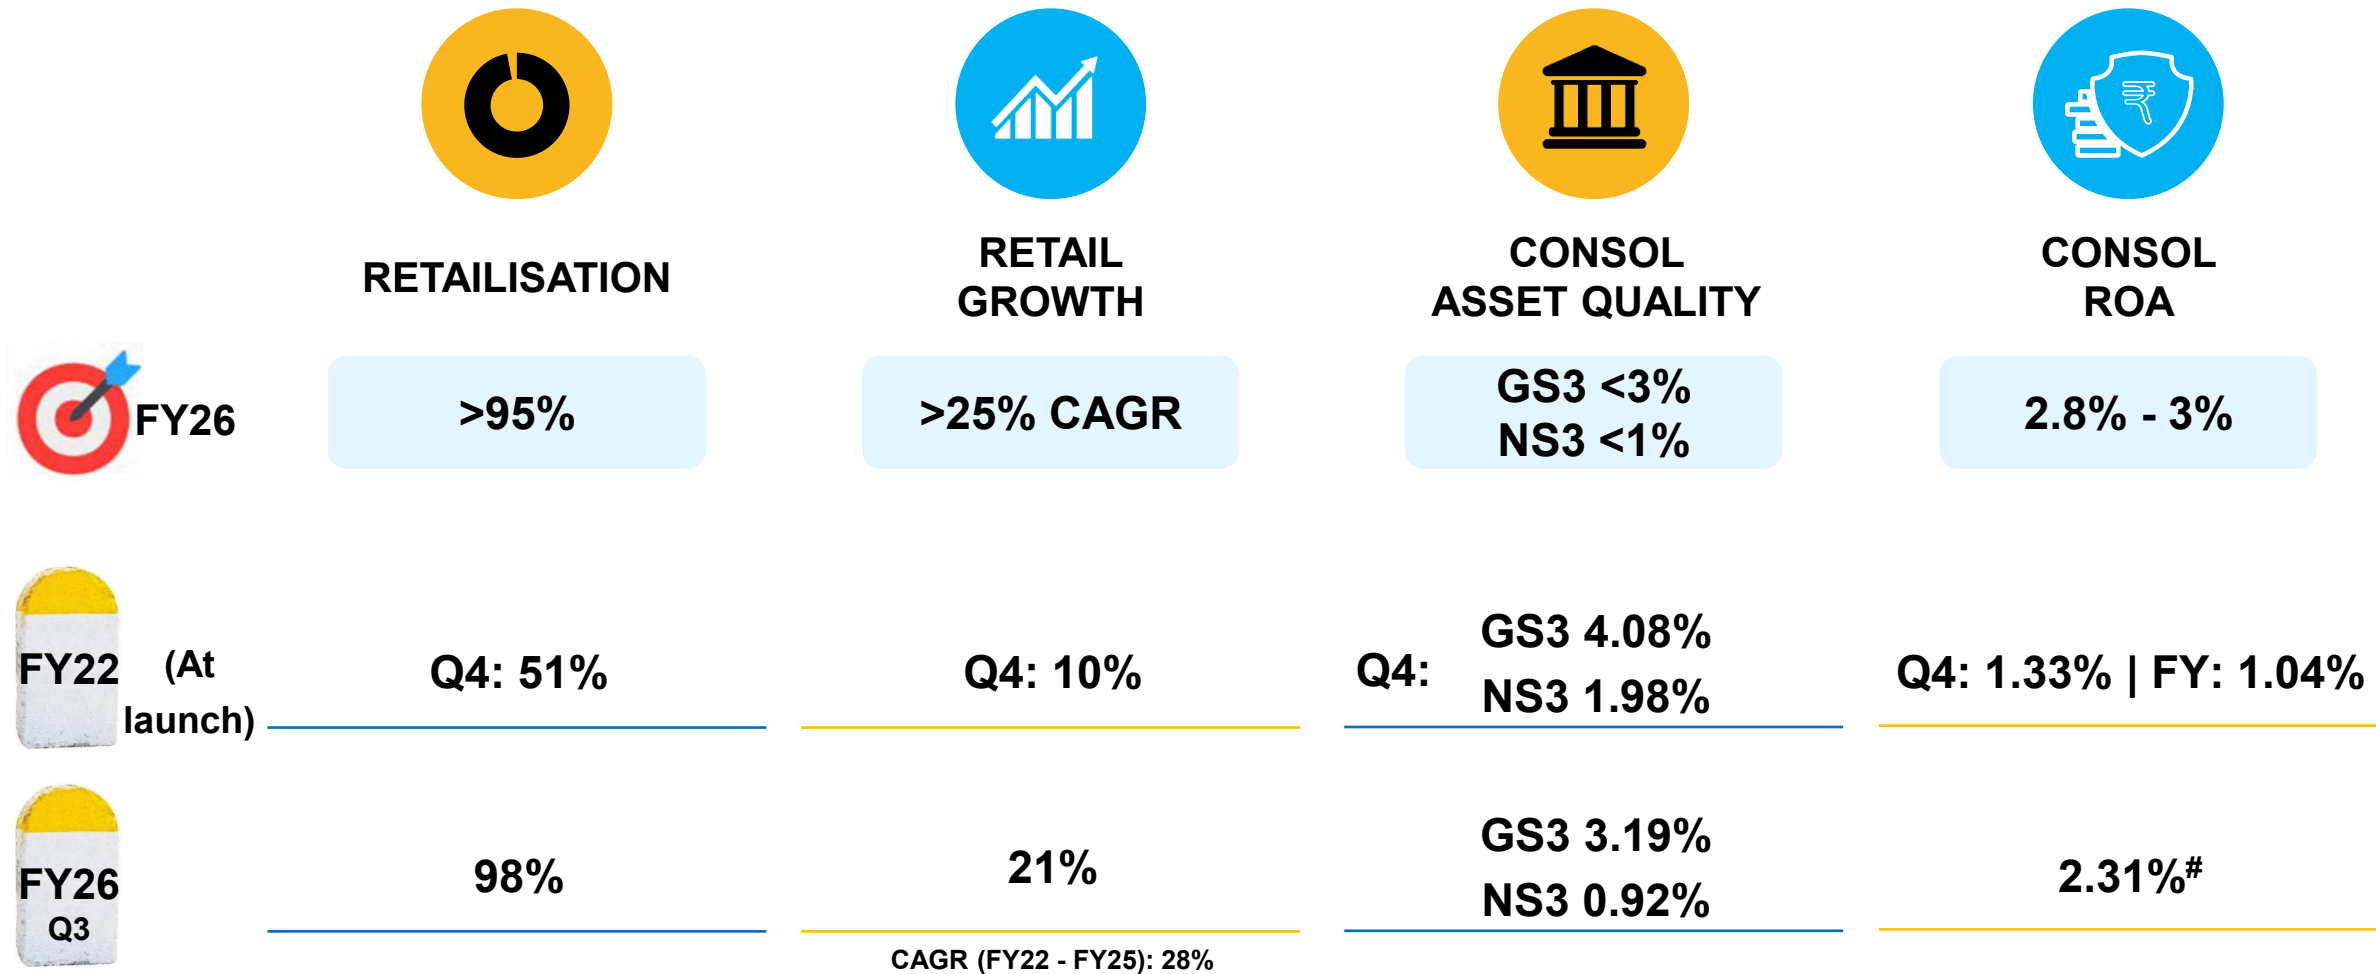 RETAILISATION
RETAIL
GROWTH
CONSOL
ASSET QUALITY
CONSOL
ROA
FY26
>95%
>25% CAGR
GS3 <3%
NS3 <1%
2.8% - 3%
FY22 (At
launch)
Q4: 51%
Q4: 10%
Q4:
GS3 4.08%
NS3 1.98%
Q4: 1.33% | FY: 1.04%
FY26
Q3
98%
21%
GS3 3.19%
NS3 0.92%
2.31%#
CAGR (FY22 - FY25): 28%